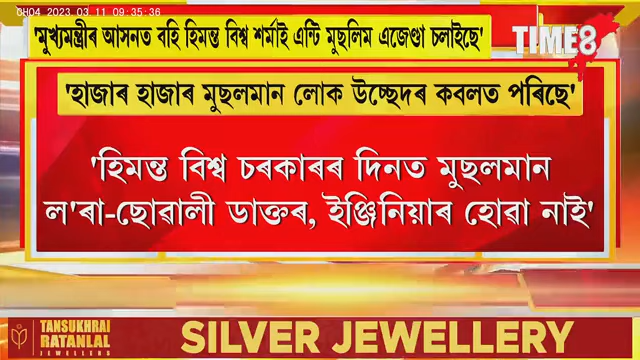 CH04 2023.03.11 09:35:36
'মুখ্যমন্ত্ৰীৰ আসনত বহি হিমন্ত বিশ্ব শৰ্মাই এন্টি মুছলিম এজেণ্ডা চলাইছে'
TIME8
'হাজাৰ হাজাৰ মুছলমান লোক উচ্ছেদৰ কবলত পৰিছে'
'হিমন্ত বিশ্ব চৰকাৰৰ দিনত মুছলমান
ল'ৰা-ছোৱালী ডাক্তৰ, ইঞ্জিনিয়াৰ হোৱা নাই'
TANSUKHRAI
RATANLAL
JEWELLERS
SILVER JEWELLERY